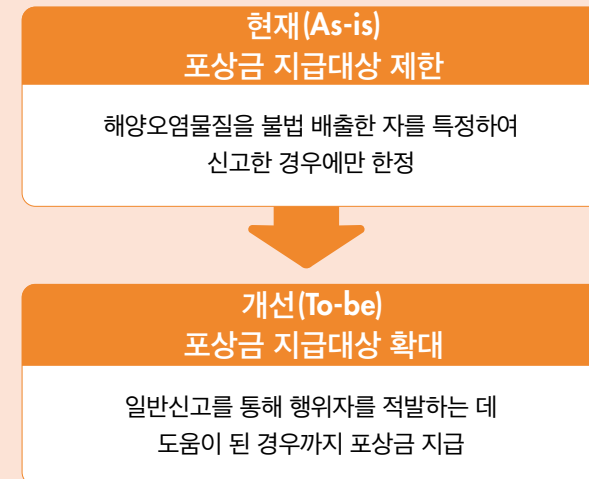 현재(As-is)
포상금 지급대상 제한
해양오염물질을 불법 배출한 자를 특정하여
신고한 경우에만 한정
개선(To-be)
포상금 지급대상 확대
일반신고를 통해 행위자를 적발하는 데
도움이 된 경우까지 포상금 지급